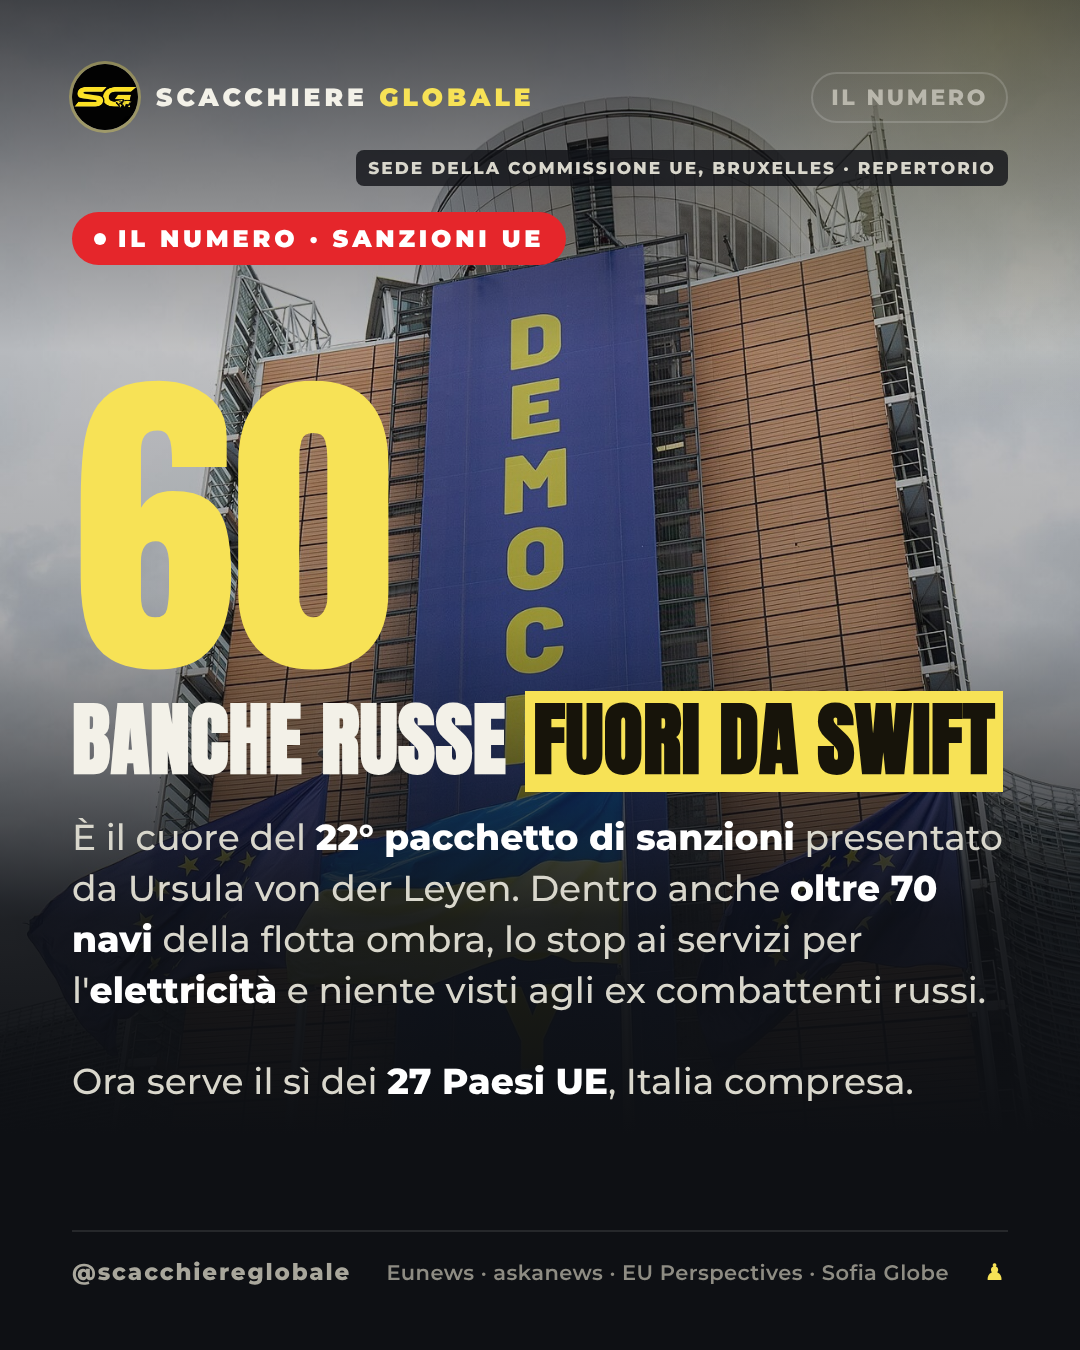 SG
SCACCHIERE GLOBALE
IL NUMERO
SEDE DELLA COMMISSIONE UE, BRUXELLES · REPERTORIO
IL NUMERO · SANZIONI UE
DEMOC
60
BANCHE RUSSE FUORI DA SWIFT
È il cuore del 22° pacchetto di sanzioni presentato
da Ursula von der Leyen. Dentro anche oltre 70
navi della flotta ombra, lo stop ai servizi per
l'elettricità e niente visti agli ex combattenti russi.
Ora serve il sì dei 27 Paesi UE, Italia compresa.
@scacchiereglobale
Eunews · askanews · EU Perspectives · Sofia Globe